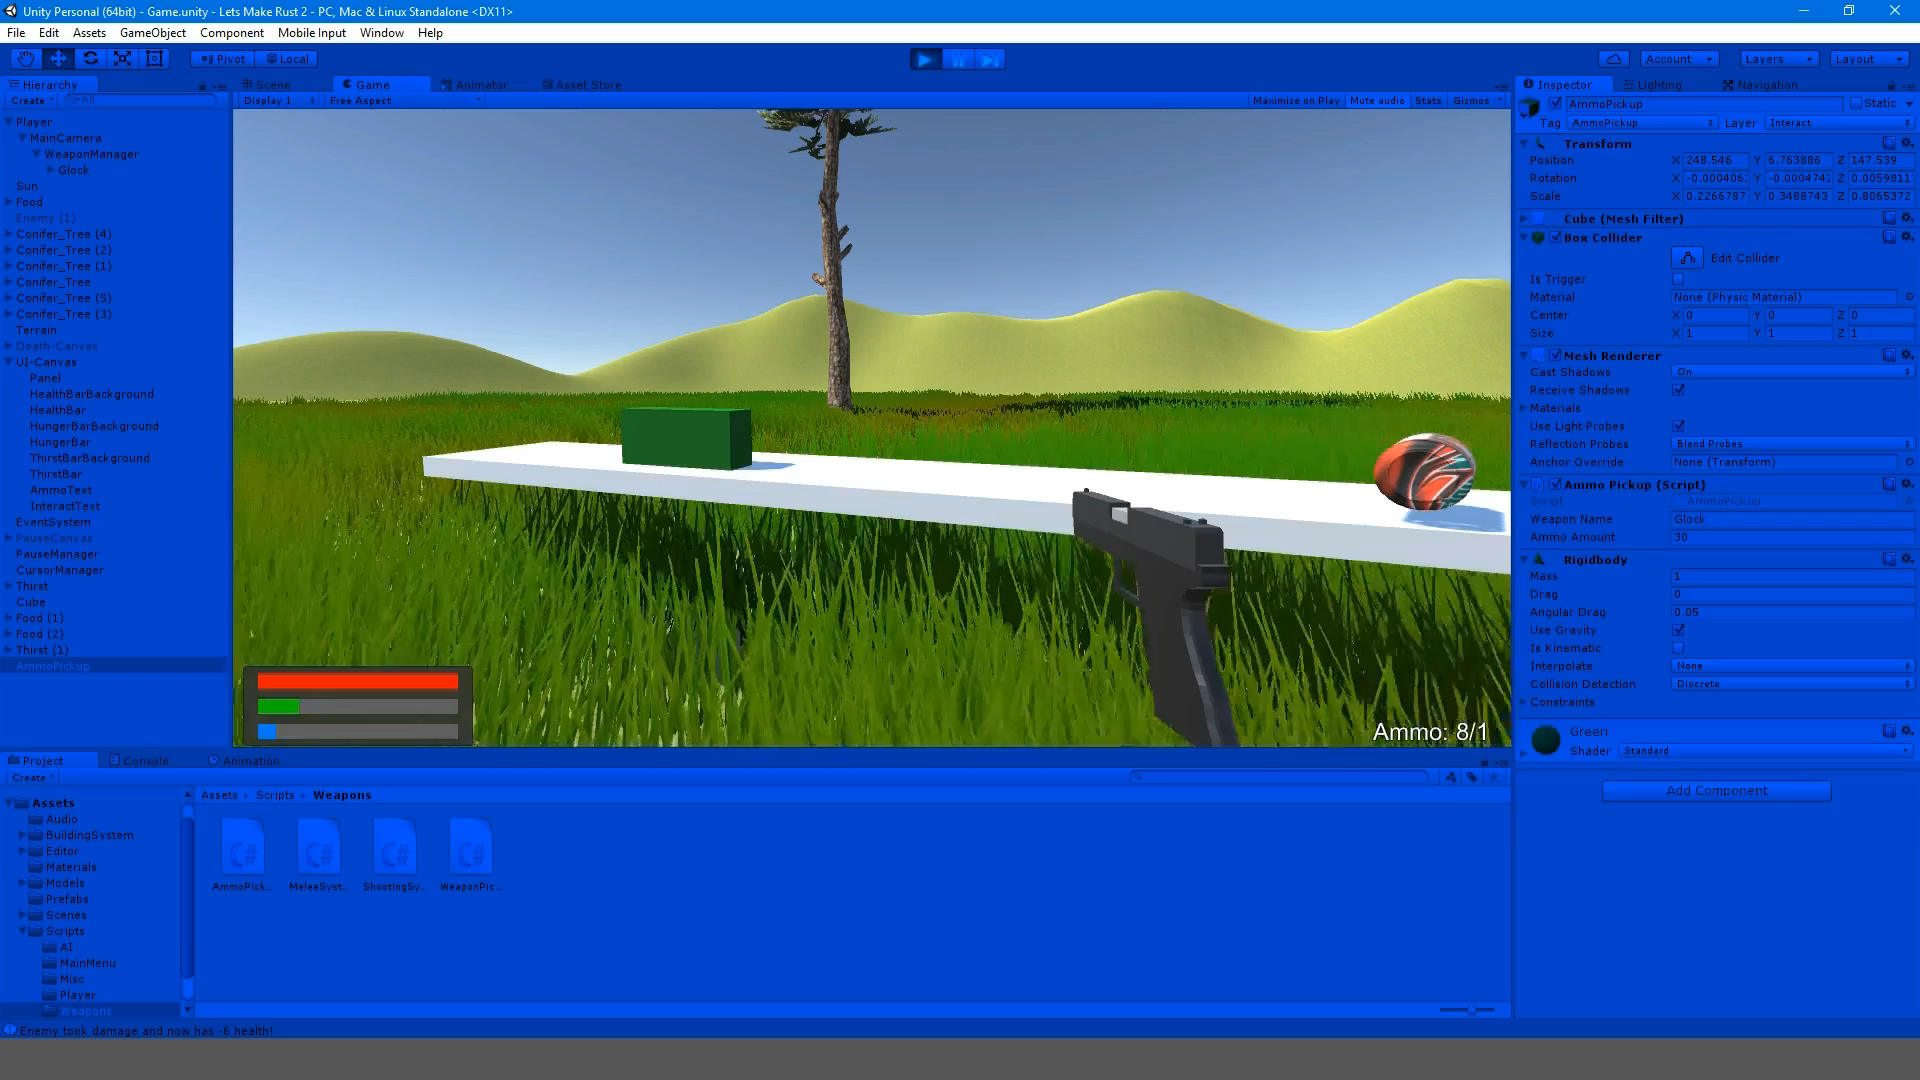 Unity Personal (64bit) - Game.unity - Lets Make Rust 2 - PC, Mac & Linux Standalone <DX11>
File Edit Assets GameObject Component Mobile Input Window Help
Pivot Local Account Layers Layout
Hierarchy
Create All
Player
MainCamera
WeaponManager
Glock
Sun
Food
Enemy (1)
Conifer_Tree (4)
Conifer_Tree (2)
Conifer_Tree (1)
Conifer_Tree
Conifer_Tree (5)
Conifer_Tree (3)
Terrain
Death-Canvas
UI-Canvas
Panel
HealthBarBackground
HealthBar
HungerBarBackground
HungerBar
ThirstBarBackground
ThirstBar
AmmoText
InteractText
EventSystem
PauseCanvas
PauseManager
CursorManager
Thirst
Cube
Food (1)
Food (2)
Thirst (1)
AmmoPickup
Scene Game Animator Asset Store
Display 1 Free Aspect Maximize on Play Mute audio Stats Gizmos
Ammo: 8/1
Inspector Lighting Navigation
AmmoPickup Static
Tag AmmoPickup Layer Interact
Transform
Position X 248.546 Y 6.763886 Z 147.539
Rotation X -0.000406 Y -0.000474 Z 0.005981
Scale X 0.2266787 Y 0.3488743 Z 0.8065372
Cube (Mesh Filter)
Box Collider
Edit Collider
Is Trigger
Material None (Physic Material)
Center X 0 Y 0 Z 0
Size X 1 Y 1 Z 1
Mesh Renderer
Cast Shadows On
Receive Shadows
Materials
Use Light Probes
Reflection Probes Blend Probes
Anchor Override None (Transform)
Ammo Pickup (Script)
Script AmmoPickup
Weapon Name Glock
Ammo Amount 30
Rigidbody
Mass 1
Drag 0
Angular Drag 0.05
Use Gravity
Is Kinematic
Interpolate None
Collision Detection Discrete
Constraints
Green
Shader Standard
Add Component
Project Console Animation
Create
Assets
Audio
BuildingSystem
Editor
Materials
Models
Prefabs
Scenes
Scripts
AI
MainMenu
Misc
Player
Weapons
Assets Scripts Weapons
C# C# C# C#
AmmoPick... MeleeSyst... ShootingSy... WeaponPic...
Enemy took damage and now has -6 health!